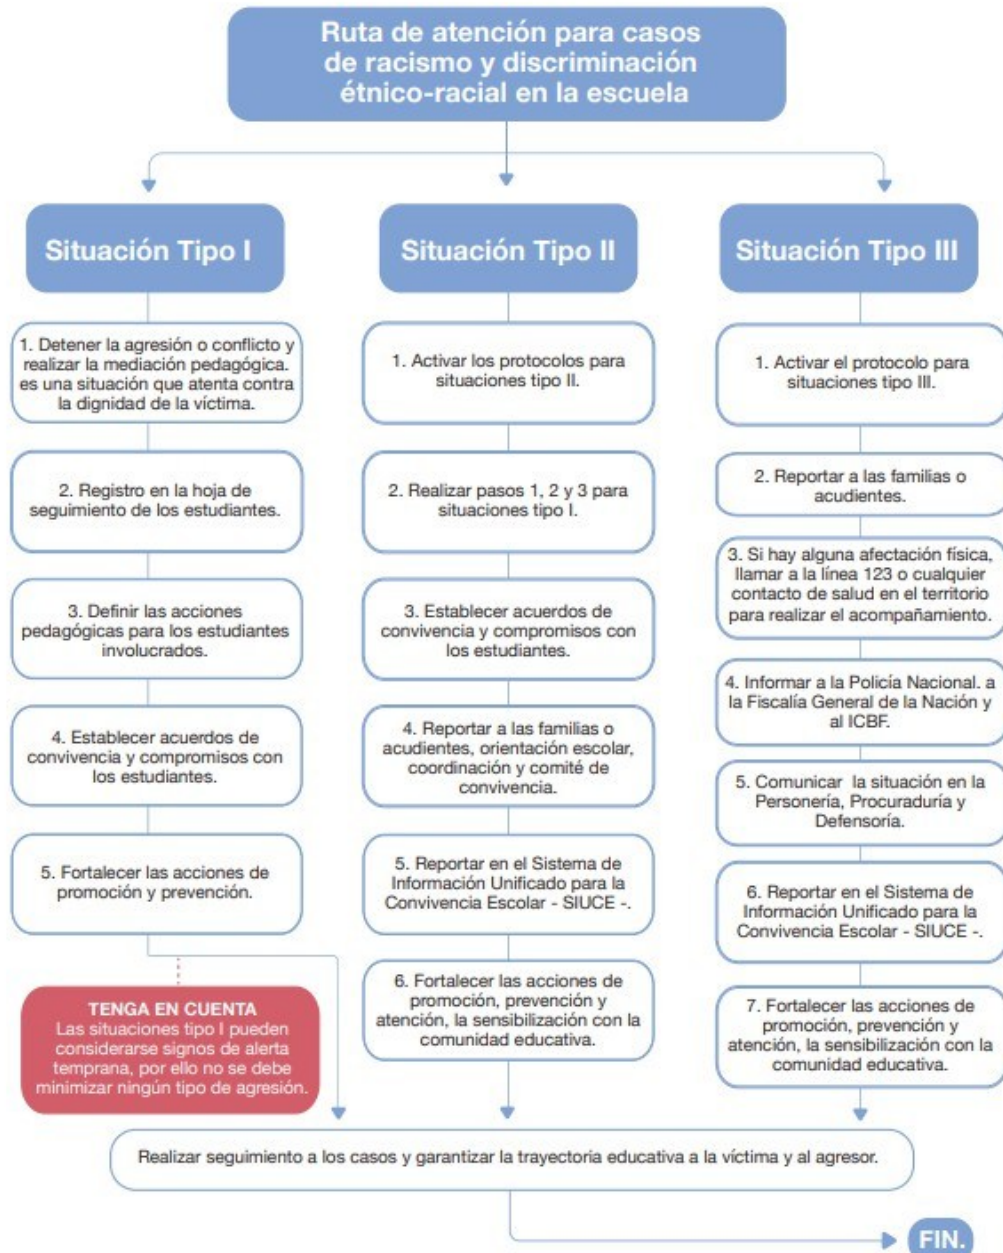 Ruta de atención para casos
de racismo y discriminación
étnico-racial en la escuela
Situación Tipo I
1. Detener la agresión o conflicto y
realizar la mediación pedagógica.
es una situación que atenta contra
la dignidad de la víctima.
2. Registro en la hoja de
seguimiento de los estudiantes.
3. Definir las acciones
pedagógicas para los estudiantes
involucrados.
4. Establecer acuerdos de
convivencia y compromisos con
los estudiantes.
5. Fortalecer las acciones de
promoción y prevención.
TENGA EN CUENTA
Las situaciones tipo I pueden
considerarse signos de alerta
temprana, por ello no se debe
minimizar ningún tipo de agresión.
Situación Tipo II
1. Activar los protocolos para
situaciones tipo II.
2. Realizar pasos 1, 2 y 3 para
situaciones tipo I.
3. Establecer acuerdos de
convivencia y compromisos con
los estudiantes.
4. Reportar a las familias o
acudientes, orientación escolar,
coordinación y comité de
convivencia.
5. Reportar en el Sistema de
Información Unificado para la
Convivencia Escolar - SIUCE -.
6. Fortalecer las acciones de
promoción, prevención y
atención, la sensibilización con la
comunidad educativa.
Situación Tipo III
1. Activar el protocolo para
situaciones tipo III.
2. Reportar a las familias o
acudientes.
3. Si hay alguna afectación física,
llamar a la línea 123 o cualquier
contacto de salud en el territorio
para realizar el acompañamiento.
4. Informar a la Policía Nacional. a
la Fiscalía General de la Nación y
al ICBF.
5. Comunicar la situación en la
Personería, Procuraduría y
Defensoría.
6. Reportar en el Sistema de
Información Unificado para la
Convivencia Escolar - SIUCE -.
7. Fortalecer las acciones de
promoción, prevención y
atención, la sensibilización con la
comunidad educativa.
Realizar seguimiento a los casos y garantizar la trayectoria educativa a la víctima y al agresor.
FIN.